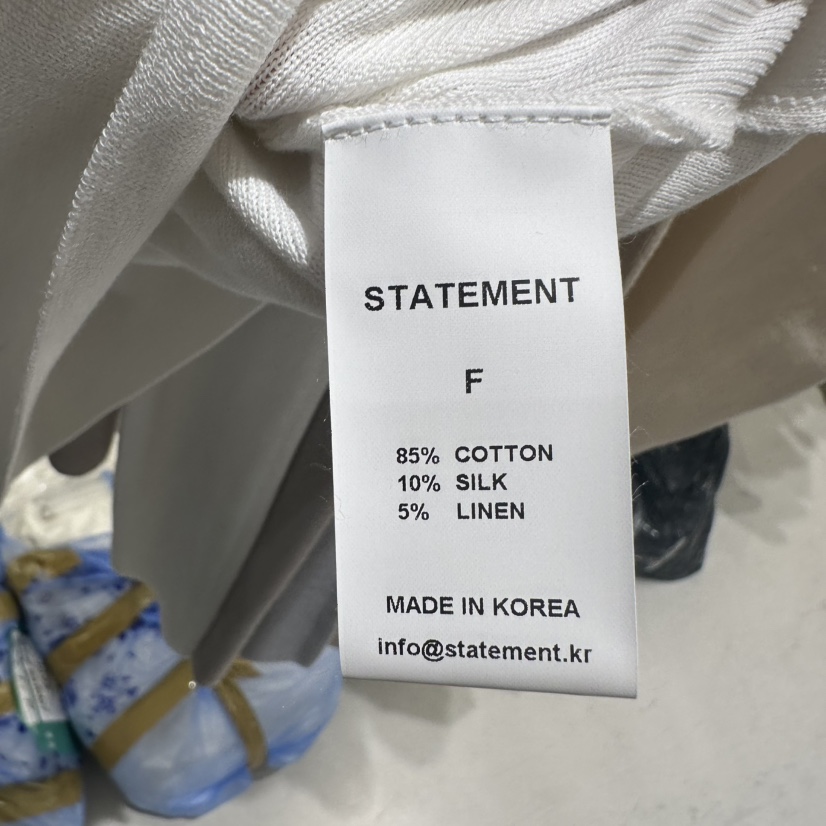 STATEMENT
F
85% COTTON
10% SILK
5% LINEN
MADE IN KOREA
info@statement.kr